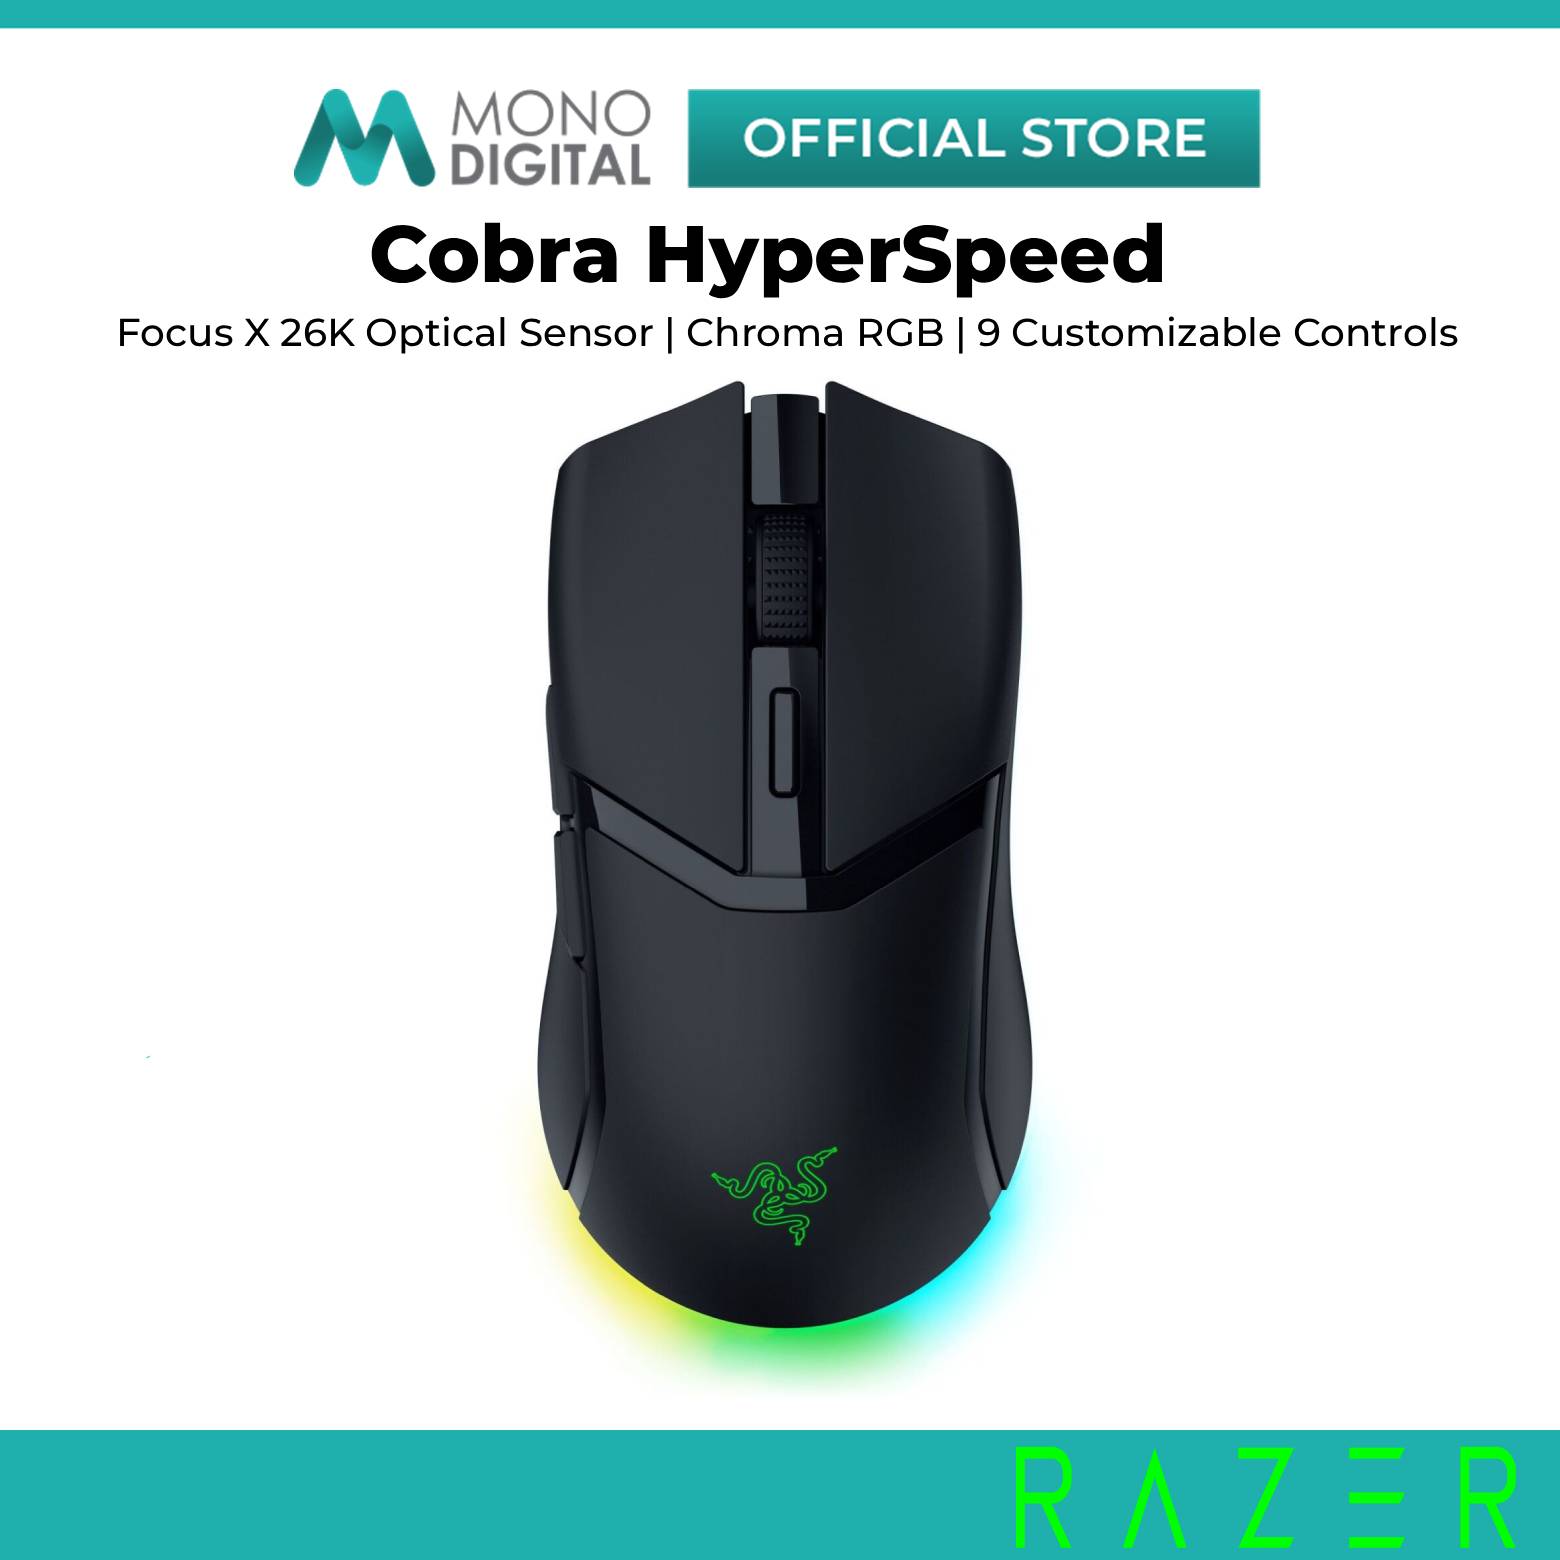 MONO
DIGITAL
OFFICIAL STORE
Cobra HyperSpeed
Focus X 26K Optical Sensor | Chroma RGB | 9 Customizable Controls
RAZER